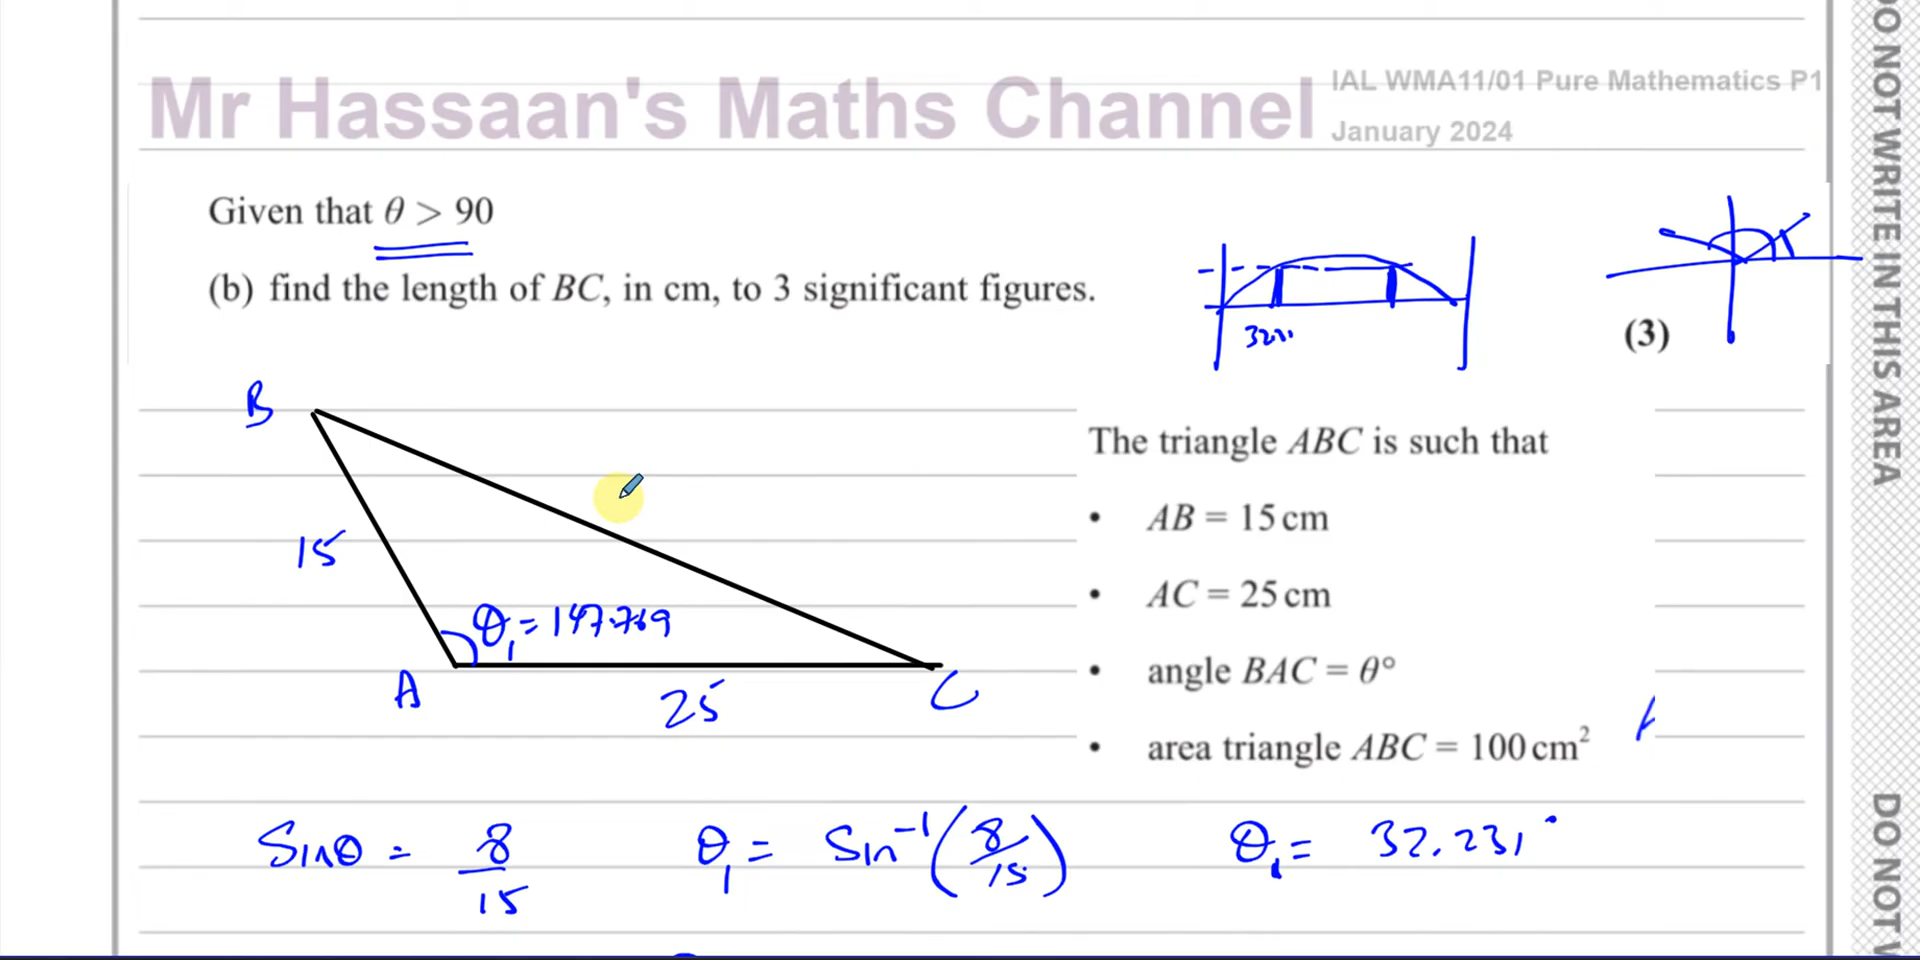 Mr Hassaan's Maths Channel
IAL WMA11/01 Pure Mathematics P1
January 2024
Given that θ > 90
(b) find the length of BC, in cm, to 3 significant figures.
(3)
B
15
θ₁ = 147.769
A
25
C
The triangle ABC is such that
• AB = 15 cm
• AC = 25 cm
• angle BAC = θ°
• area triangle ABC = 100 cm²
Sinθ = 8/15
θ₁ = Sin⁻¹(8/15)
θ₁ = 32.231°
DO NOT WRITE IN THIS AREA
DO NOT W